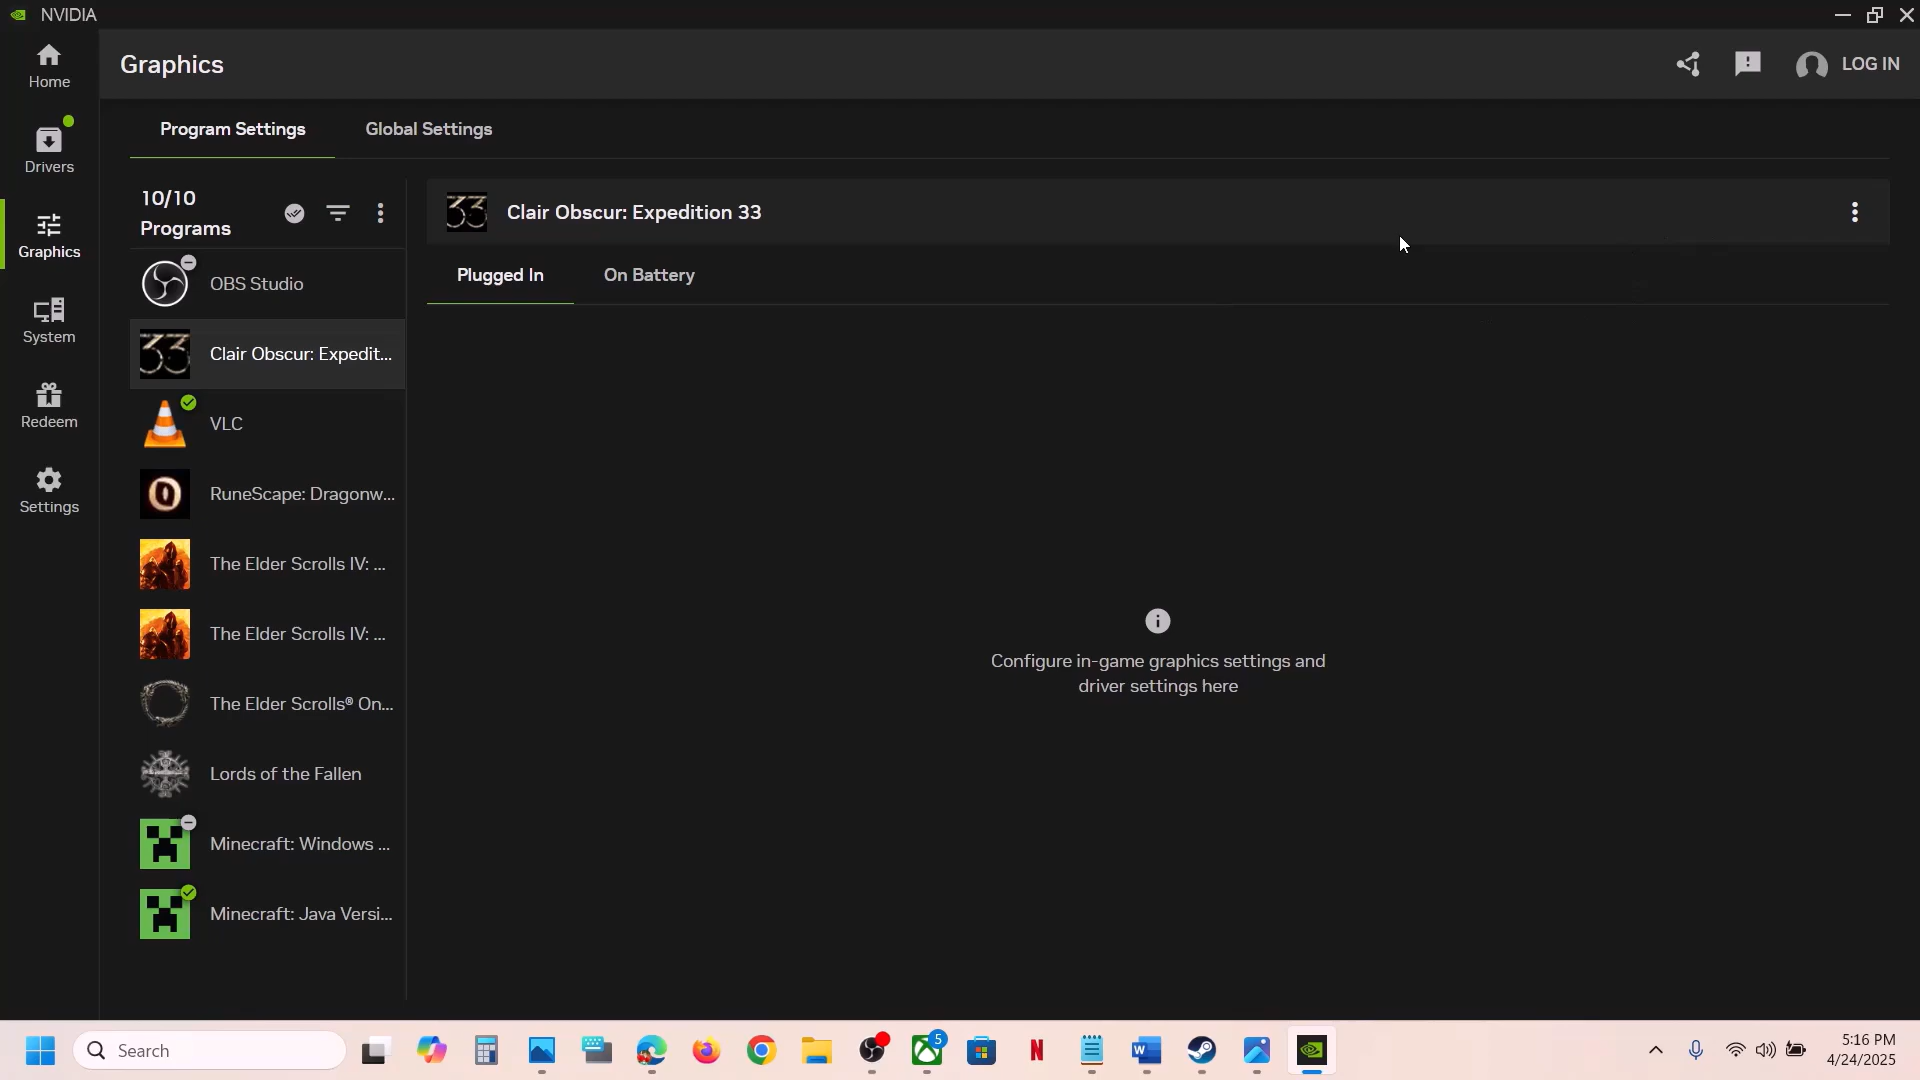 NVIDIA
Home
Drivers
Graphics
System
Redeem
Settings
Graphics
LOG IN
Program Settings
Global Settings
10/10
Programs
OBS Studio
Clair Obscur: Expedit...
VLC
RuneScape: Dragonw...
The Elder Scrolls IV: ...
The Elder Scrolls IV: ...
The Elder Scrolls® On...
Lords of the Fallen
Minecraft: Windows ...
Minecraft: Java Versi...
33
Clair Obscur: Expedition 33
Plugged In
On Battery
Configure in-game graphics settings and
driver settings here
Search
5
5:16 PM
4/24/2025